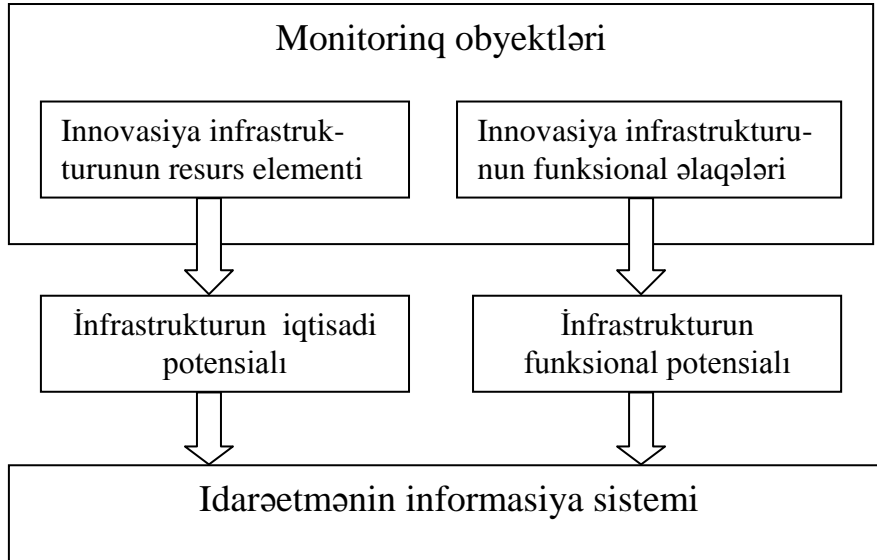 Monitorinq obyektləri
Innovasiya infrastruk-
turunun resurs elementi
Innovasiya infrastrukturu-
nun funksional əlaqələri
İnfrastrukturun iqtisadi
potensialı
İnfrastrukturun
funksional potensialı
Idarəetmənin informasiya sistemi